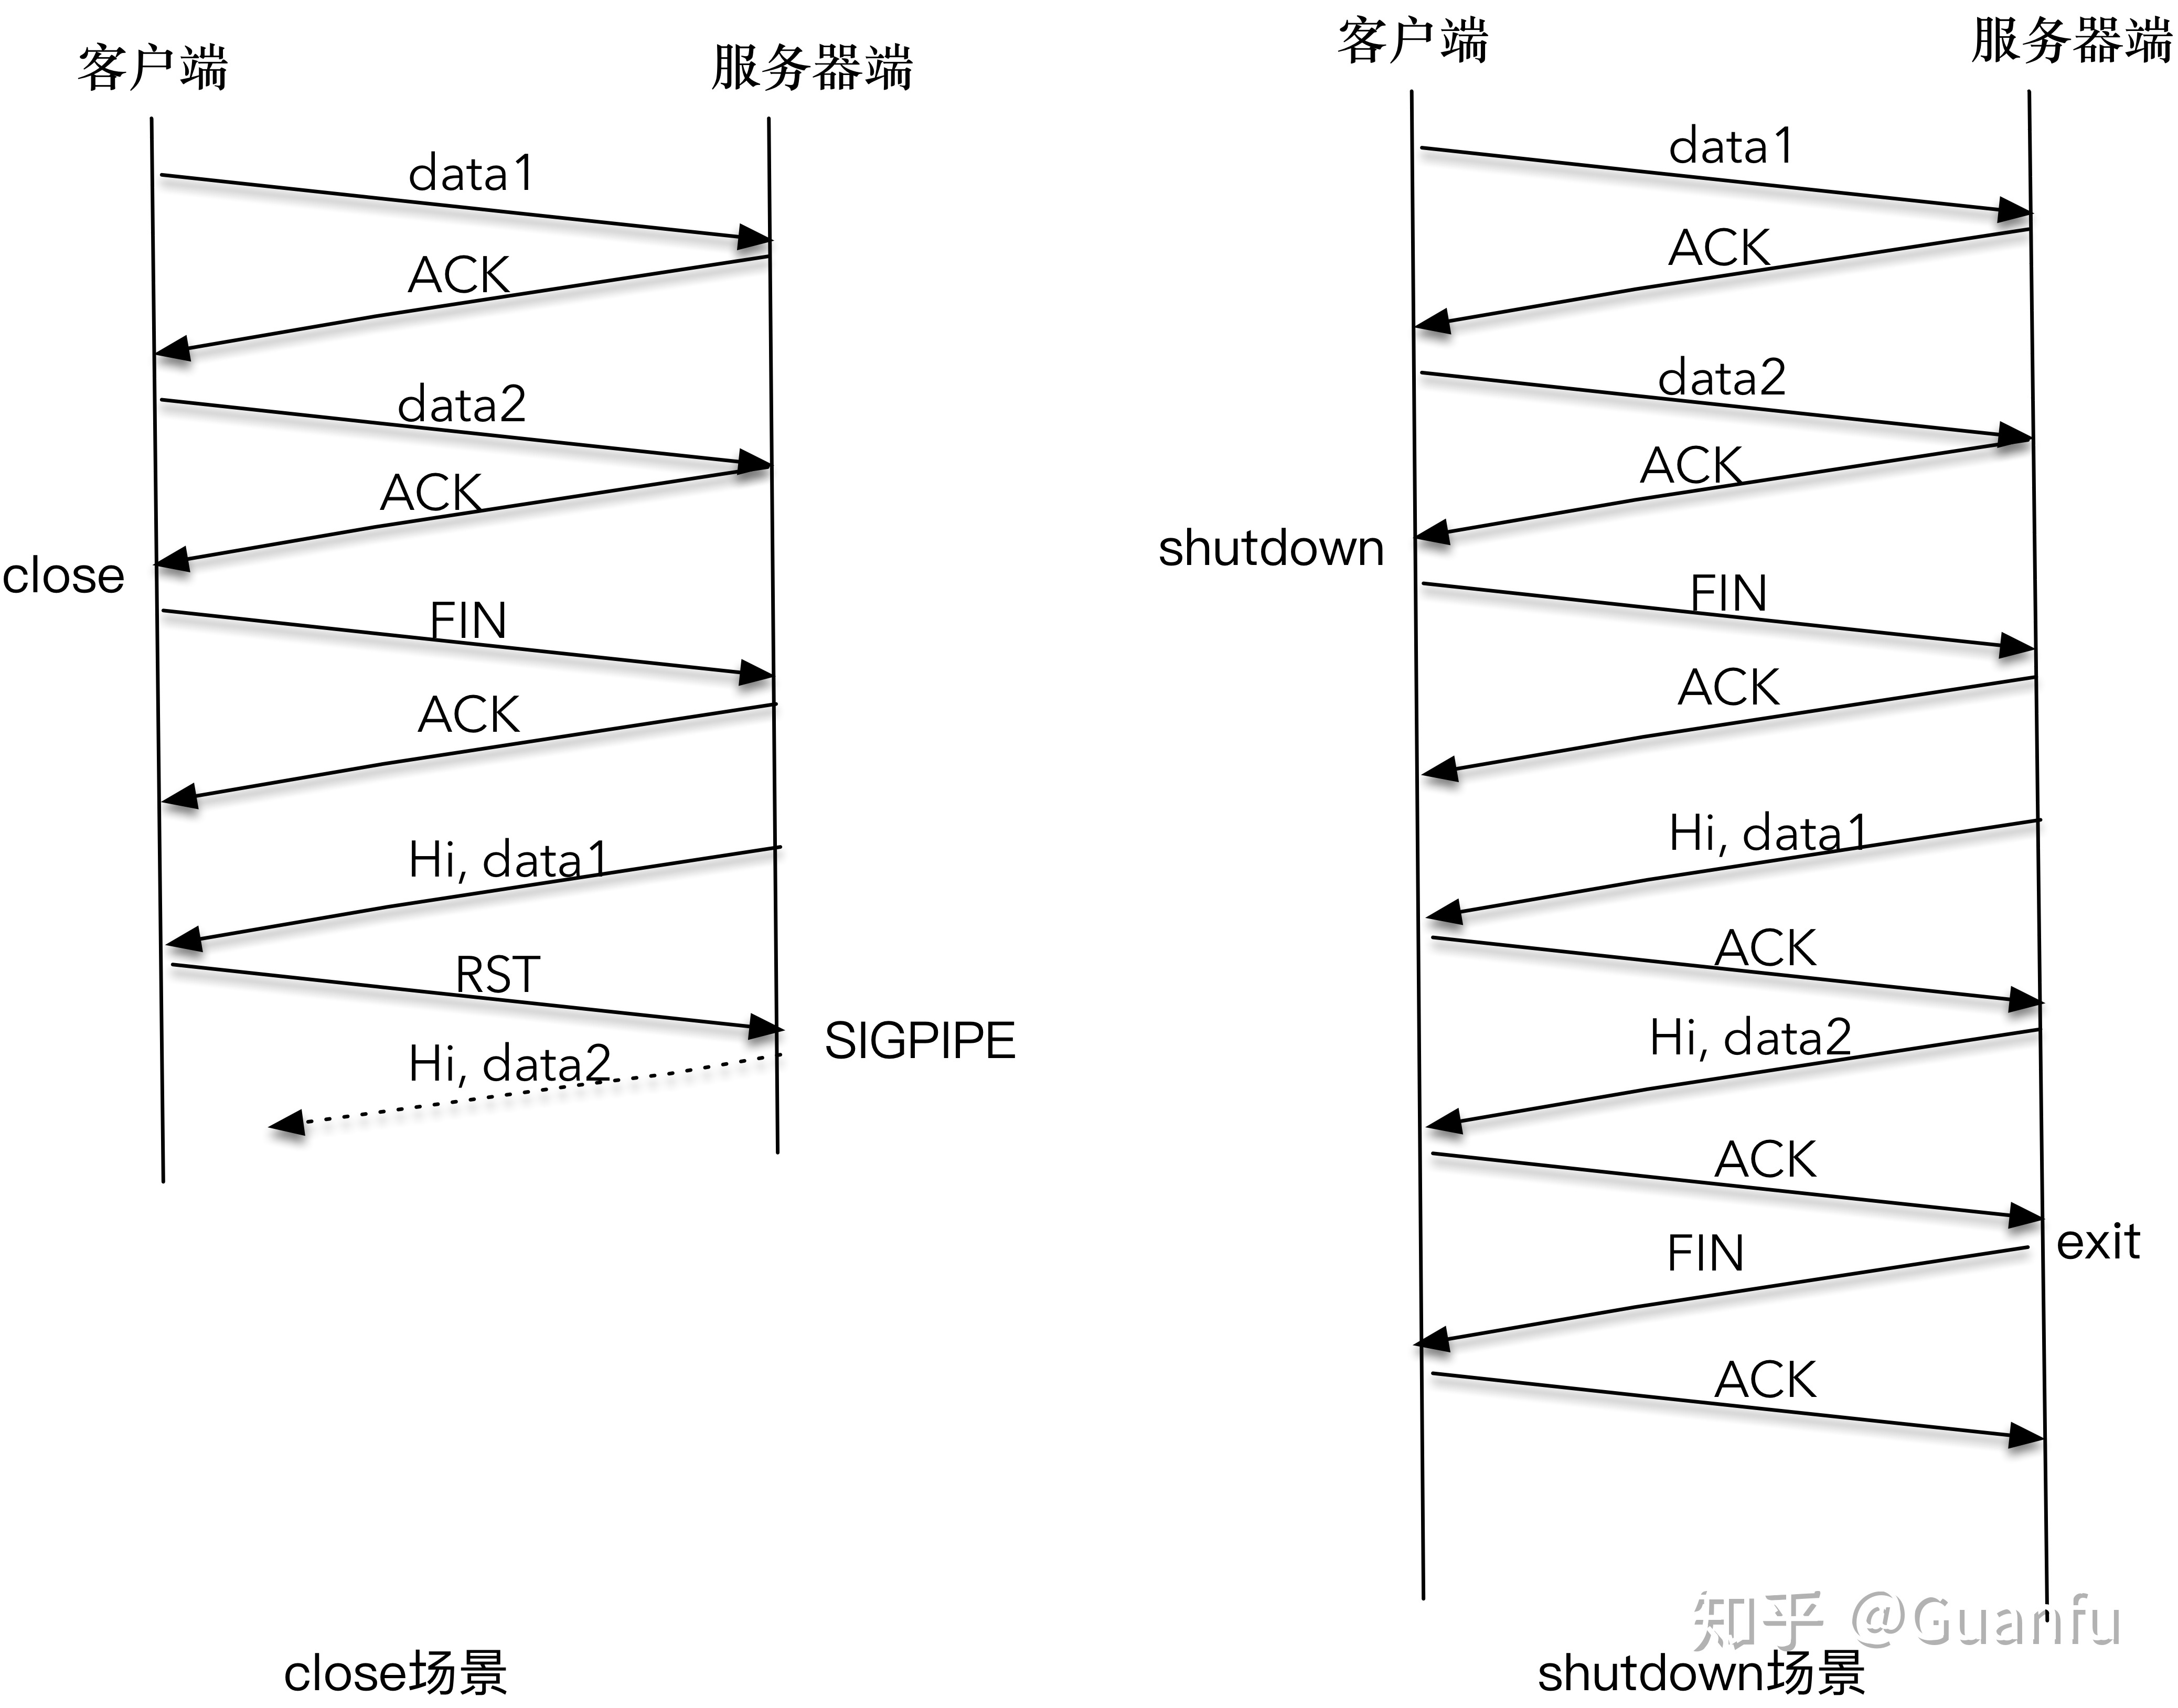 客户端
服务器端
data1
ACK
data2
ACK
close
FIN
ACK
Hi, data1
RST
SIGPIPE
Hi, data2
close场景
客户端
服务器端
data1
ACK
data2
ACK
shutdown
FIN
ACK
Hi, data1
ACK
Hi, data2
ACK
exit
FIN
ACK
知乎 @Guanfu
shutdown场景